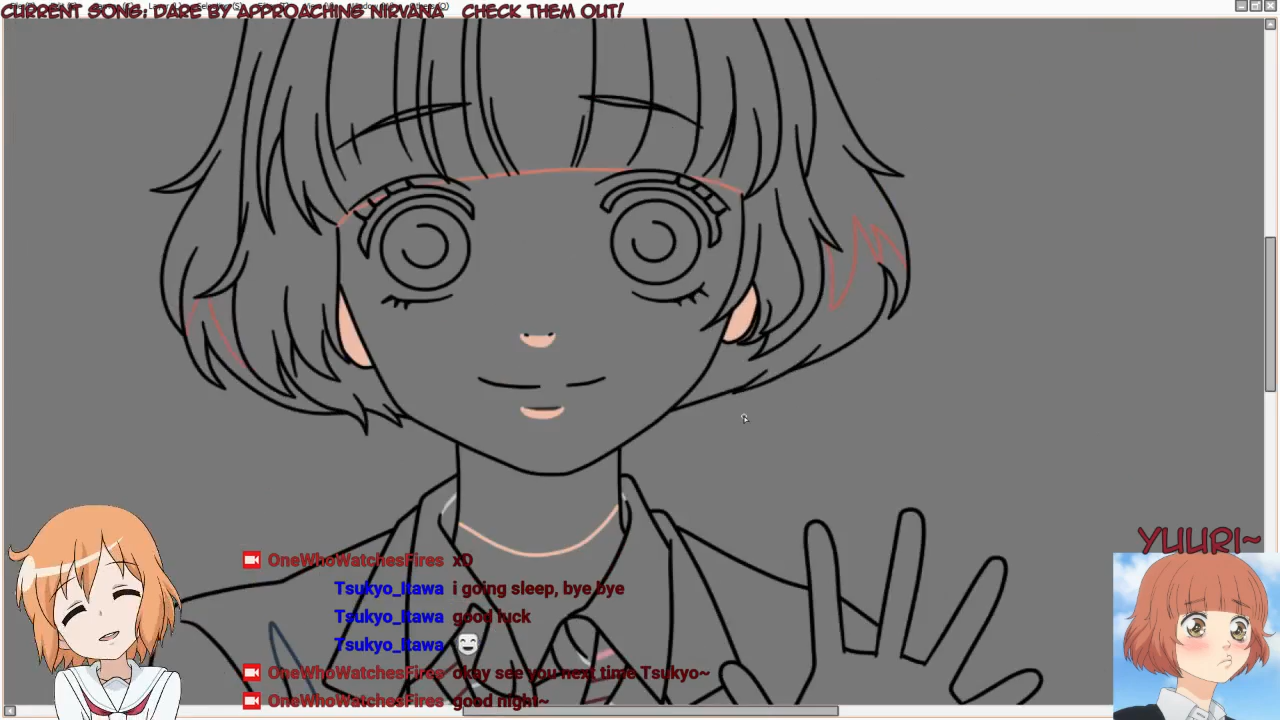 CURRENT SONG: DARE BY APPROACHING NIRVANA   CHECK THEM OUT!
YUURI~
OneWhoWatchesFires xD
Tsukyo_Itawa i going sleep, bye bye
Tsukyo_Itawa good luck
Tsukyo_Itawa
OneWhoWatchesFires okay see you next time Tsukyo~
OneWhoWatchesFires good night~